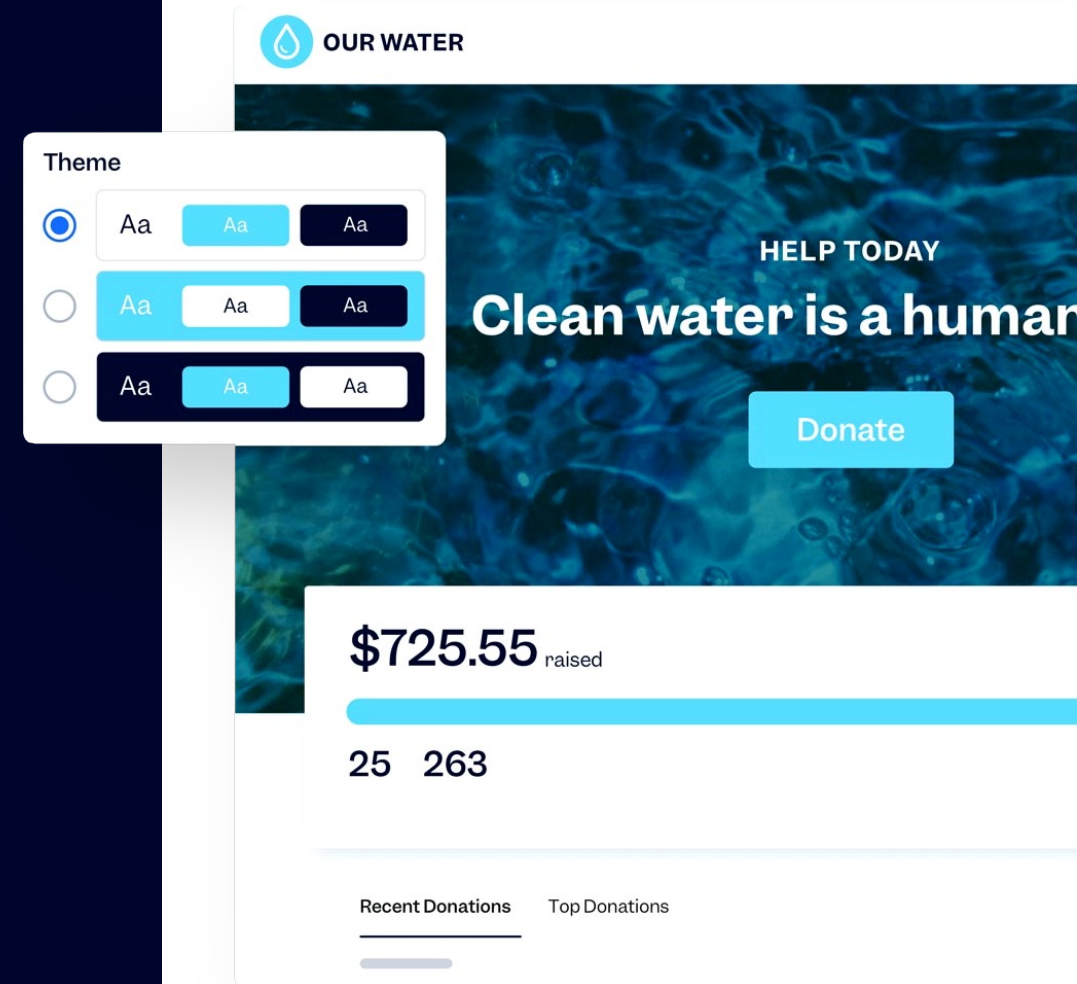 OUR WATER
Theme
Aa Aa Aa
Aa Aa Aa
Aa Aa Aa
HELP TODAY
Clean water is a human
Donate
$725.55 raised
25 263
Recent Donations Top Donations